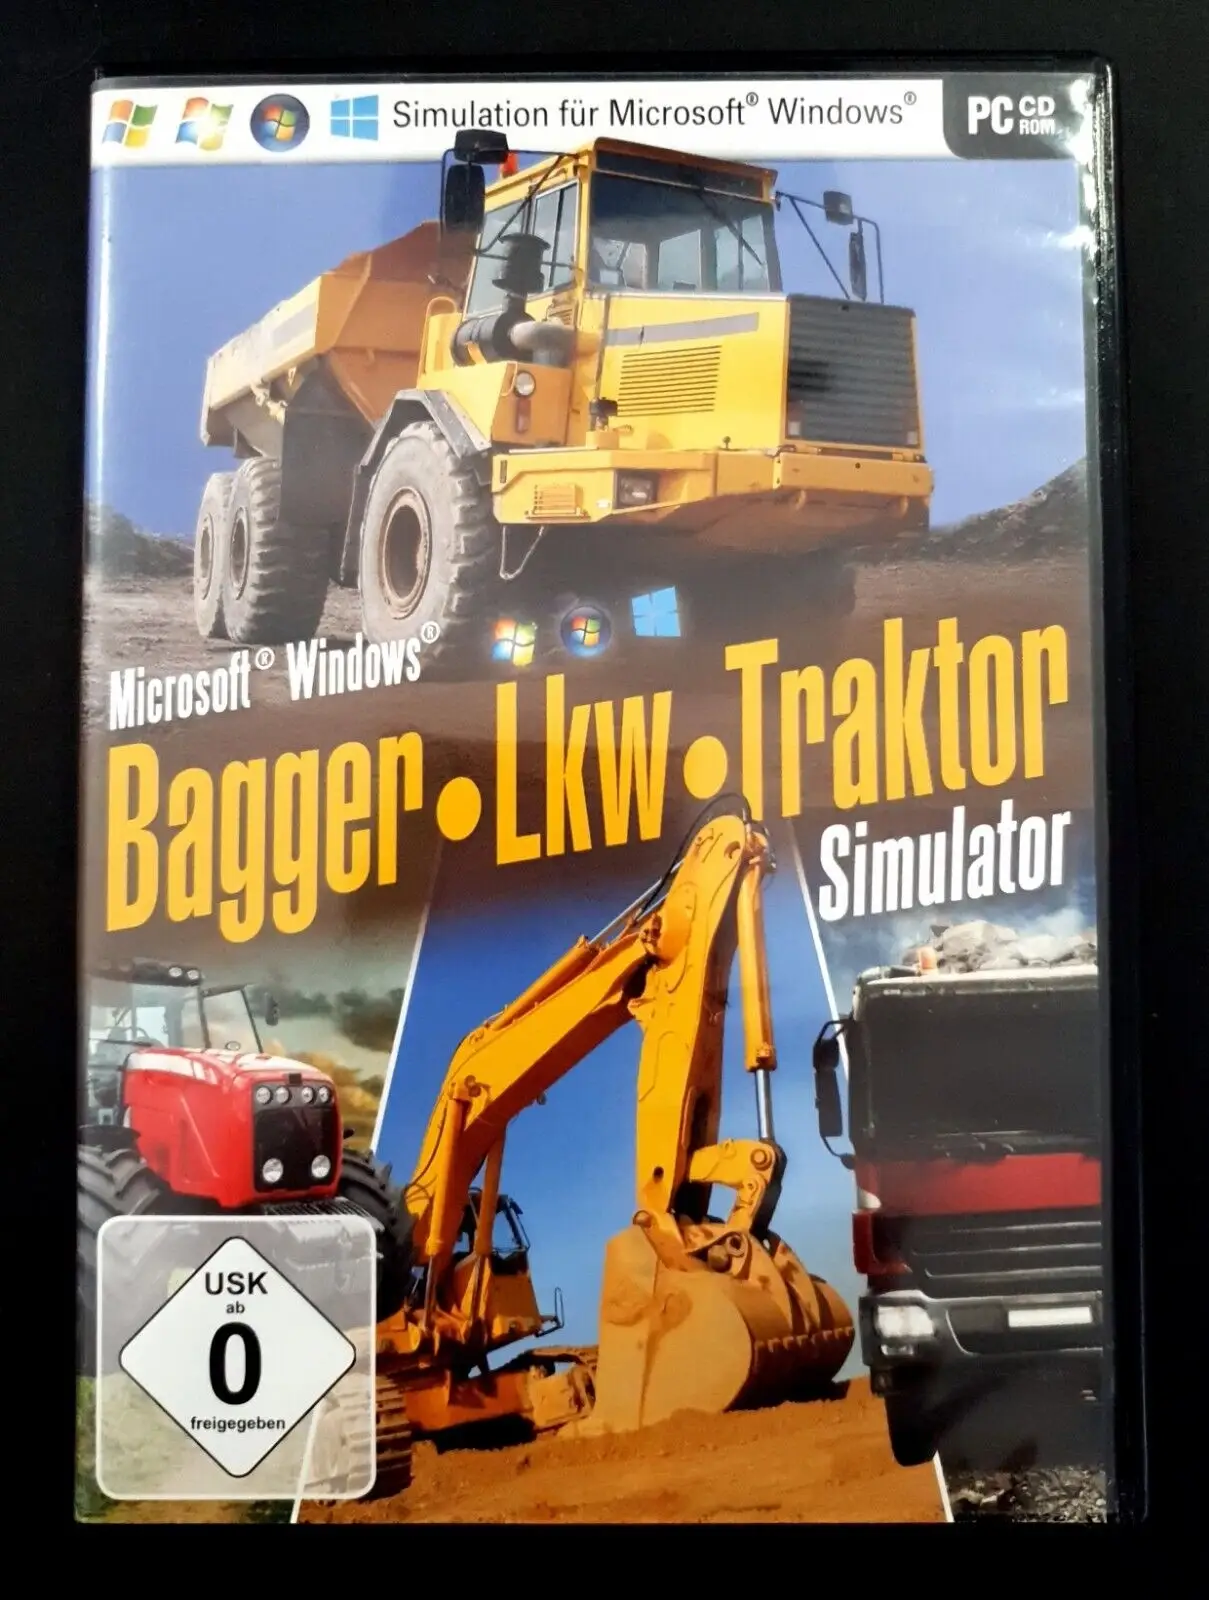 Simulation für Microsoft® Windows®
PC CD ROM
Microsoft® Windows®
Bagger • Lkw • Traktor
Simulator
USK
ab
0
freigegeben